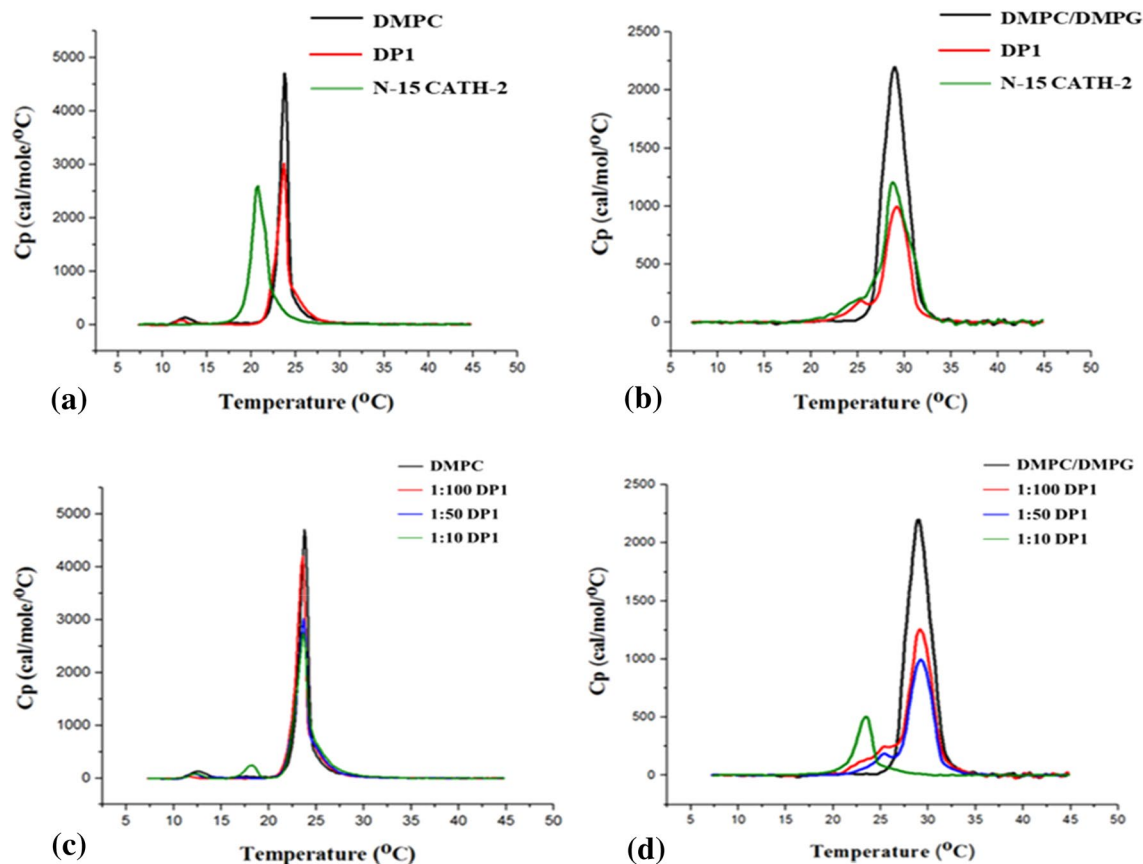 DMPC
DP1
N-15 CATH-2
5000
4000
3000
2000
1000
0
Cp (cal/mole/°C)
5 10 15 20 25 30 35 40 45 50
Temperature (°C)
(a)
DMPC/DMPG
DP1
N-15 CATH-2
2500
2000
1500
1000
500
0
Cp (cal/mol/°C)
5 10 15 20 25 30 35 40 45 50
Temperature (°C)
(b)
DMPC
1:100 DP1
1:50 DP1
1:10 DP1
5000
4000
3000
2000
1000
0
Cp (cal/mole/°C)
5 10 15 20 25 30 35 40 45 50
Temperature (°C)
(c)
DMPC/DMPG
1:100 DP1
1:50 DP1
1:10 DP1
2500
2000
1500
1000
500
0
Cp (cal/mol/°C)
5 10 15 20 25 30 35 40 45 50
Temperature (°C)
(d)